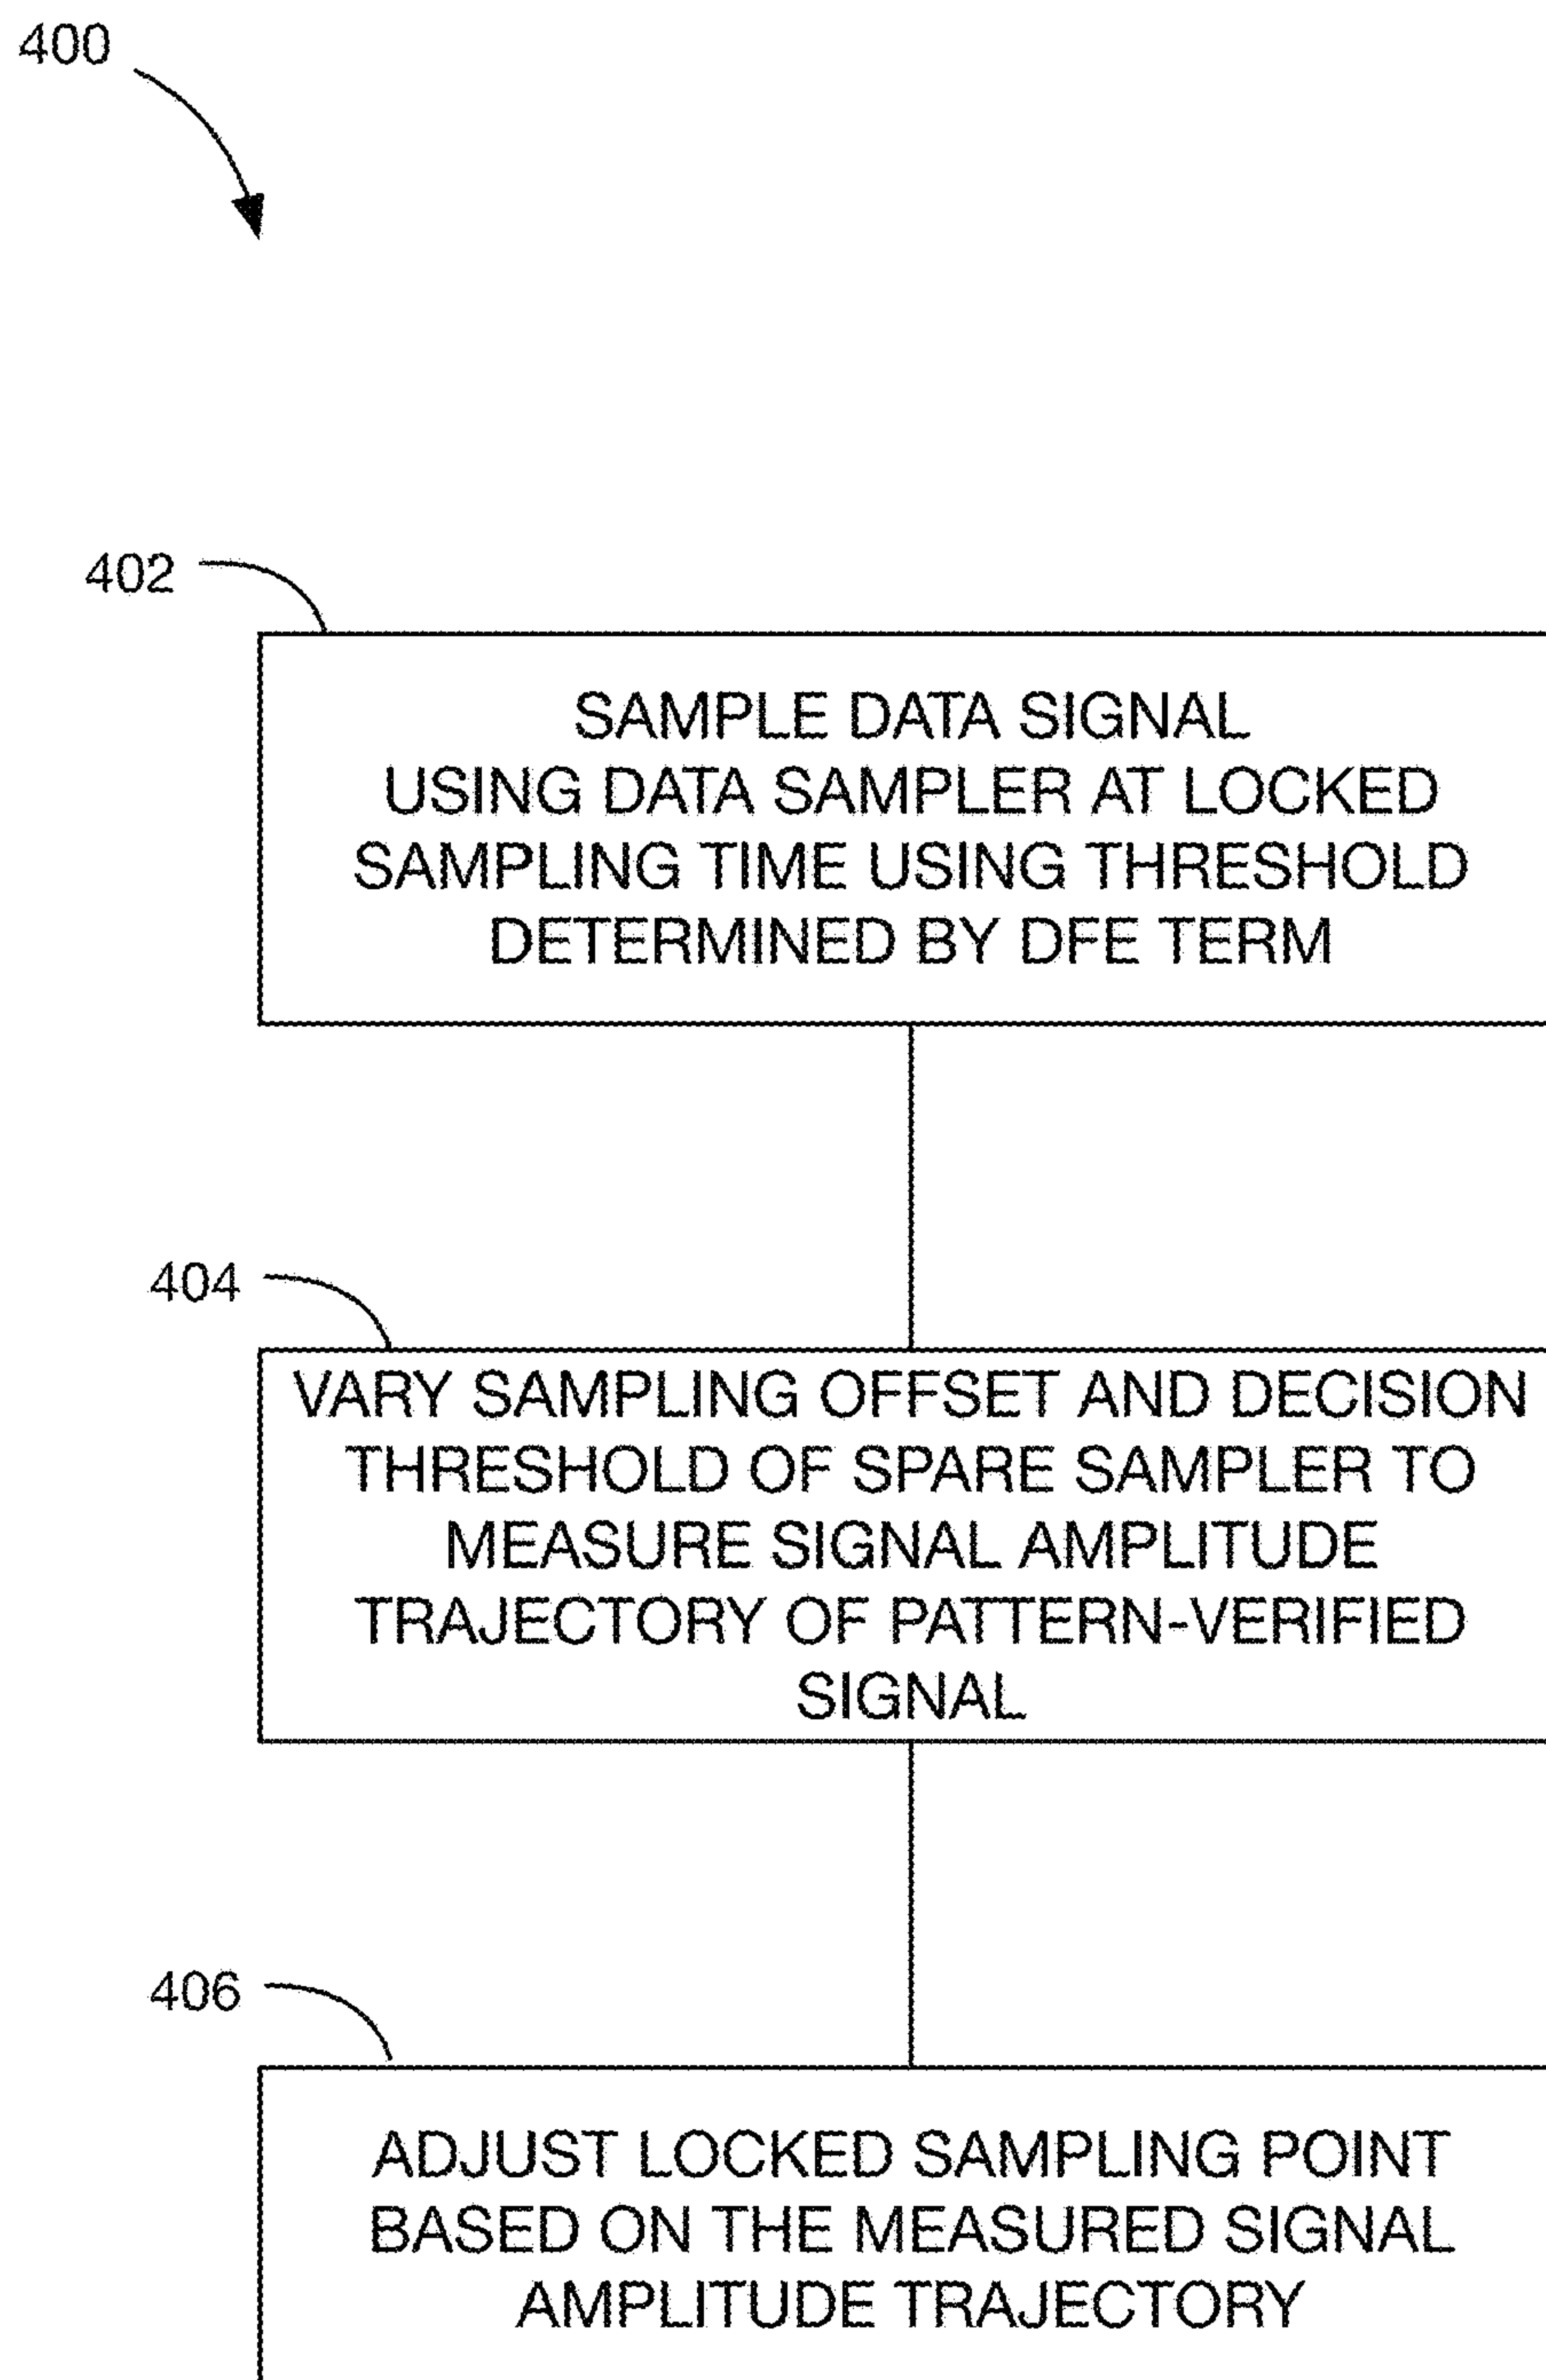 400
402
SAMPLE DATA SIGNAL
USING DATA SAMPLER AT LOCKED
SAMPLING TIME USING THRESHOLD
DETERMINED BY DFE TERM
404
VARY SAMPLING OFFSET AND DECISION
THRESHOLD OF SPARE SAMPLER TO
MEASURE SIGNAL AMPLITUDE
TRAJECTORY OF PATTERN-VERIFIED
SIGNAL
406
ADJUST LOCKED SAMPLING POINT
BASED ON THE MEASURED SIGNAL
AMPLITUDE TRAJECTORY